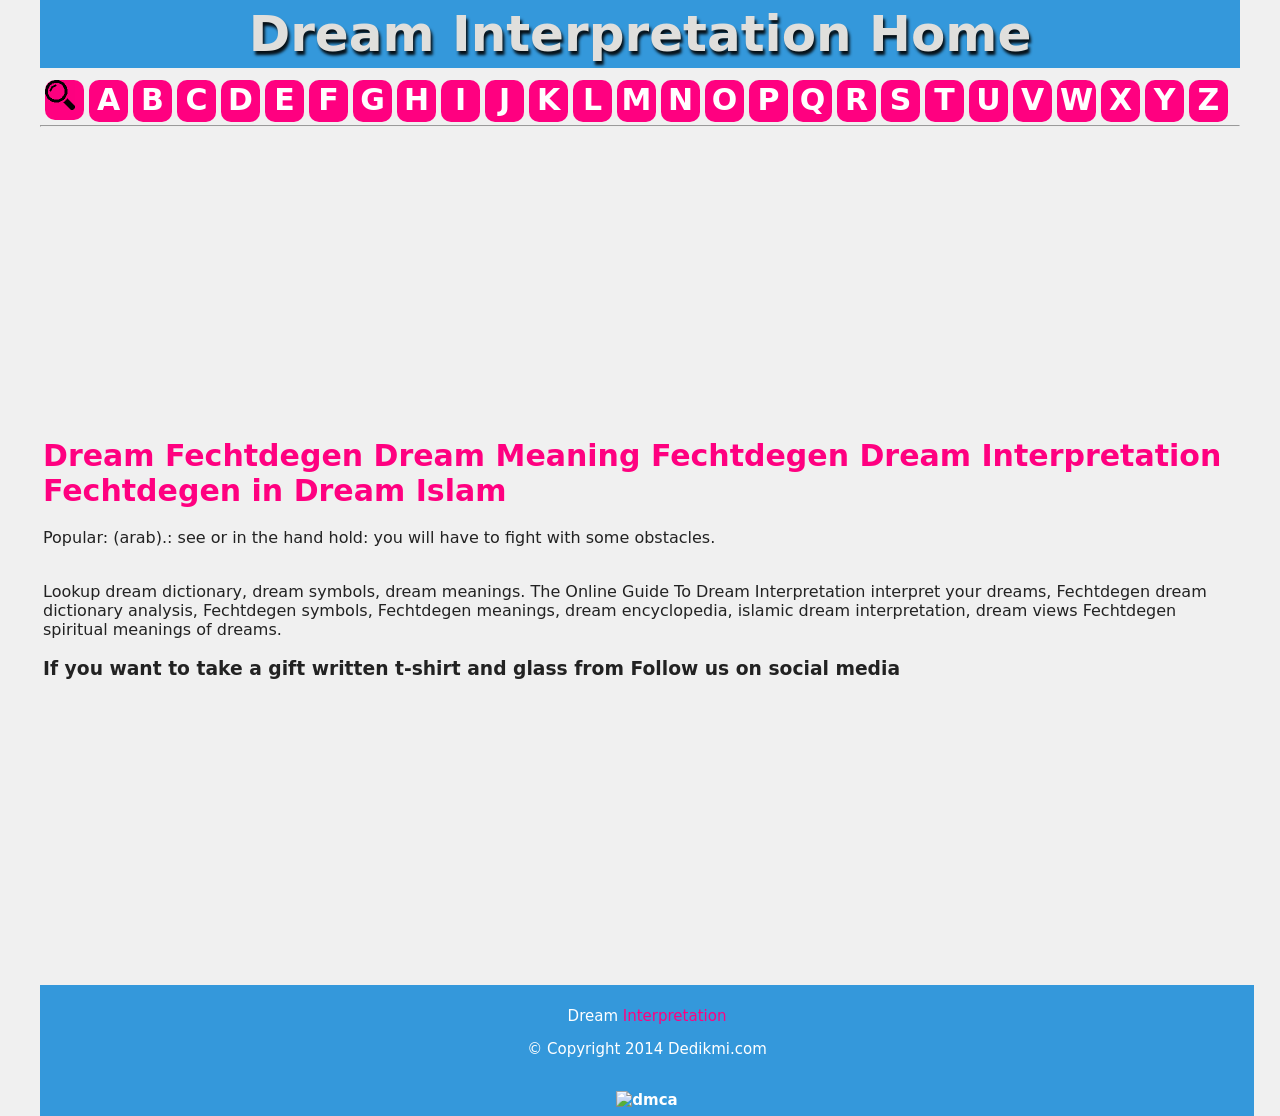 Dream Interpretation Home
A B C D E F G H I J K L M N O P Q R S T U V W X Y Z
Dream Fechtdegen Dream Meaning Fechtdegen Dream Interpretation
Fechtdegen in Dream Islam
Popular: (arab).: see or in the hand hold: you will have to fight with some obstacles.
Lookup dream dictionary, dream symbols, dream meanings. The Online Guide To Dream Interpretation interpret your dreams, Fechtdegen dream
dictionary analysis, Fechtdegen symbols, Fechtdegen meanings, dream encyclopedia, islamic dream interpretation, dream views Fechtdegen
spiritual meanings of dreams.
If you want to take a gift written t-shirt and glass from Follow us on social media
Dream Interpretation
© Copyright 2014 Dedikmi.com
dmca